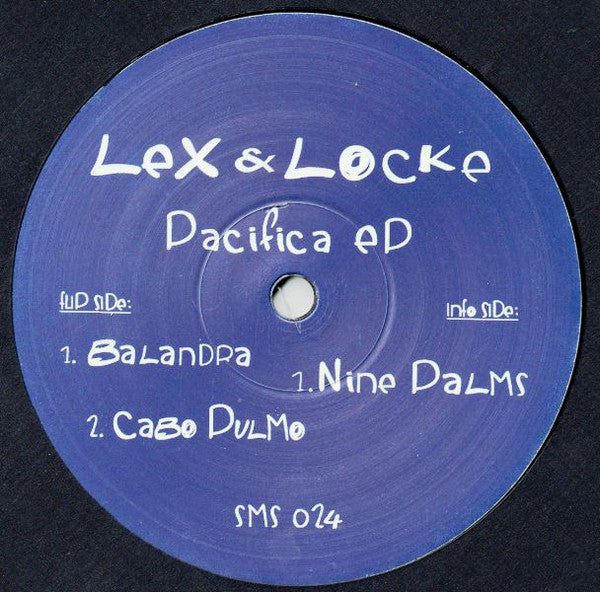 Lex & Locke
Pacifica eP
flip side:
1. Balandra
2. Cabo Pulmo
Info side:
1. Nine Palms
SMS 024